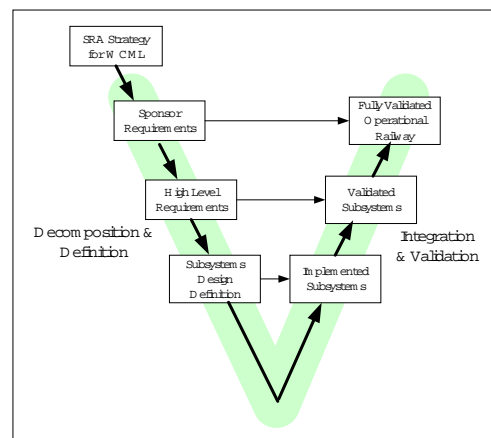 SRA Strategy
for WCML
Sponsor
Requirements
Fully Validated
Operational
Railway
High Level
Requirements
Validated
Subsystems
Decomposition &
Definition
Integration
& Validation
Subsystems
Design
Definition
Implemented
Subsystems